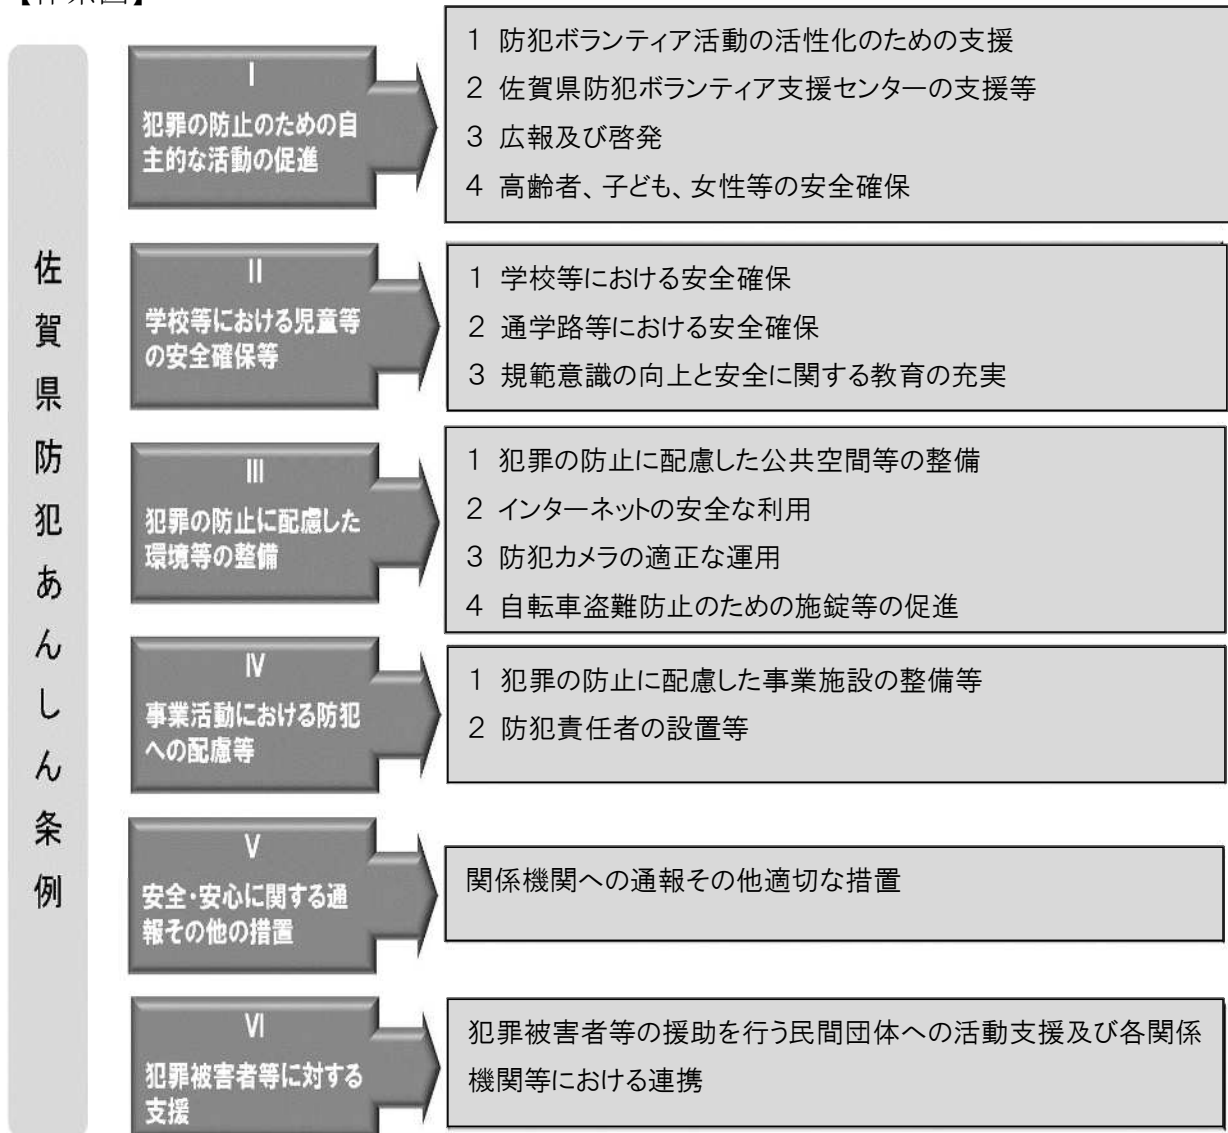 【体系図】
佐賀県防犯あんしん条例
Ⅰ
犯罪の防止のための自
主的な活動の促進
1 防犯ボランティア活動の活性化のための支援
2 佐賀県防犯ボランティア支援センターの支援等
3 広報及び啓発
4 高齢者、子ども、女性等の安全確保
Ⅱ
学校等における児童等
の安全確保等
1 学校等における安全確保
2 通学路等における安全確保
3 規範意識の向上と安全に関する教育の充実
Ⅲ
犯罪の防止に配慮した
環境等の整備
1 犯罪の防止に配慮した公共空間等の整備
2 インターネットの安全な利用
3 防犯カメラの適正な運用
4 自転車盗難防止のための施錠等の促進
Ⅳ
事業活動における防犯
への配慮等
1 犯罪の防止に配慮した事業施設の整備等
2 防犯責任者の設置等
Ⅴ
安全・安心に関する通
報その他の措置
関係機関への通報その他適切な措置
Ⅵ
犯罪被害者等に対する
支援
犯罪被害者等の援助を行う民間団体への活動支援及び各関係
機関等における連携